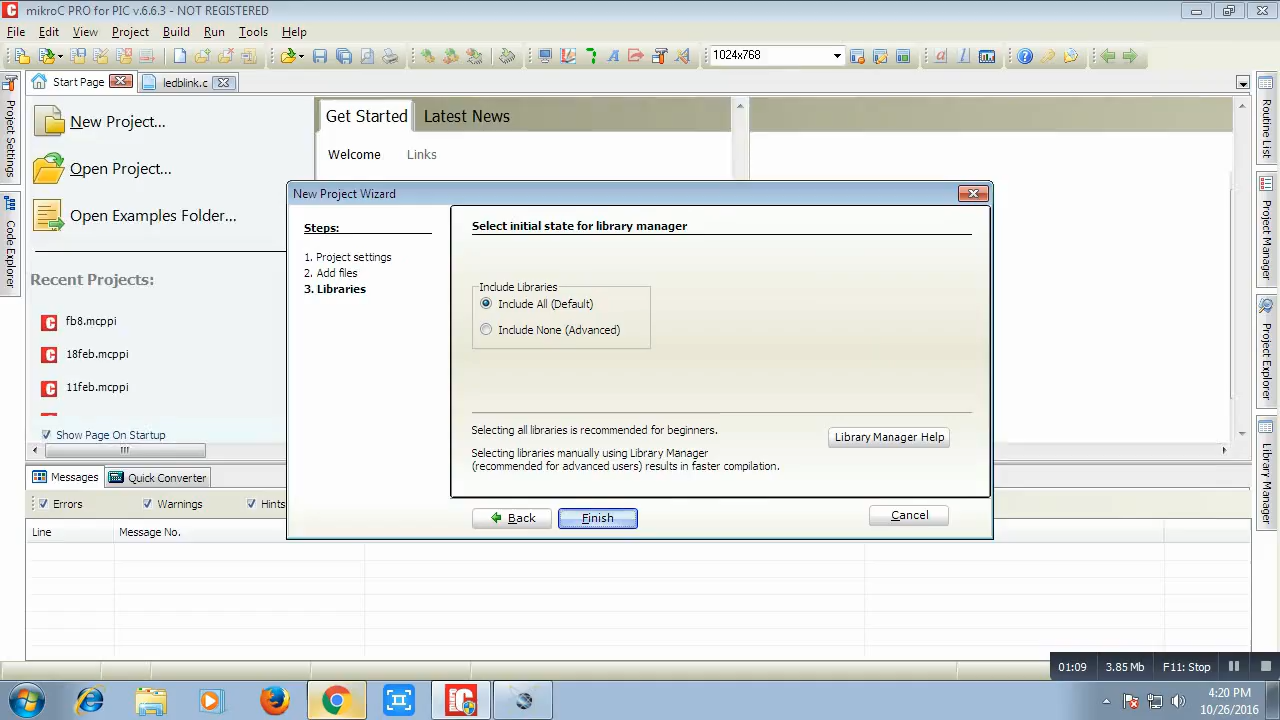 mikroC PRO for PIC v.6.6.3 - NOT REGISTERED
File Edit View Project Build Run Tools Help
1024x768
Start Page
ledblink.c
Project Settings
Code Explorer
New Project...
Open Project...
Open Examples Folder...
Recent Projects:
fb8.mcppi
18feb.mcppi
11feb.mcppi
Show Page On Startup
Get Started
Latest News
Welcome
Links
New Project Wizard
Steps:
1. Project settings
2. Add files
3. Libraries
Select initial state for library manager
Include Libraries
Include All (Default)
Include None (Advanced)
Selecting all libraries is recommended for beginners.
Selecting libraries manually using Library Manager
(recommended for advanced users) results in faster compilation.
Library Manager Help
Back
Finish
Cancel
Routine List
Project Manager
Project Explorer
Library Manager
Messages
Quick Converter
Errors
Warnings
Hints
Line
Message No.
01:09
3.85 Mb
F11: Stop
4:20 PM
10/26/2016